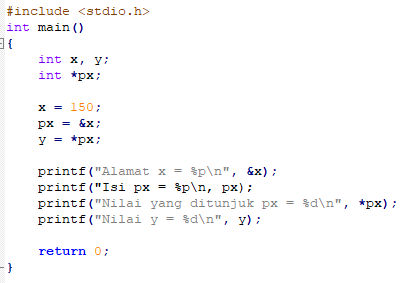 #include <stdio.h>
int main()
{
    int x, y;
    int *px;

    x = 150;
    px = &x;
    y = *px;

    printf("Alamat x = %p\n", &x);
    printf("Isi px = %p\n, px);
    printf("Nilai yang ditunjuk px = %d\n", *px);
    printf("Nilai y = %d\n", y);

    return 0;
}